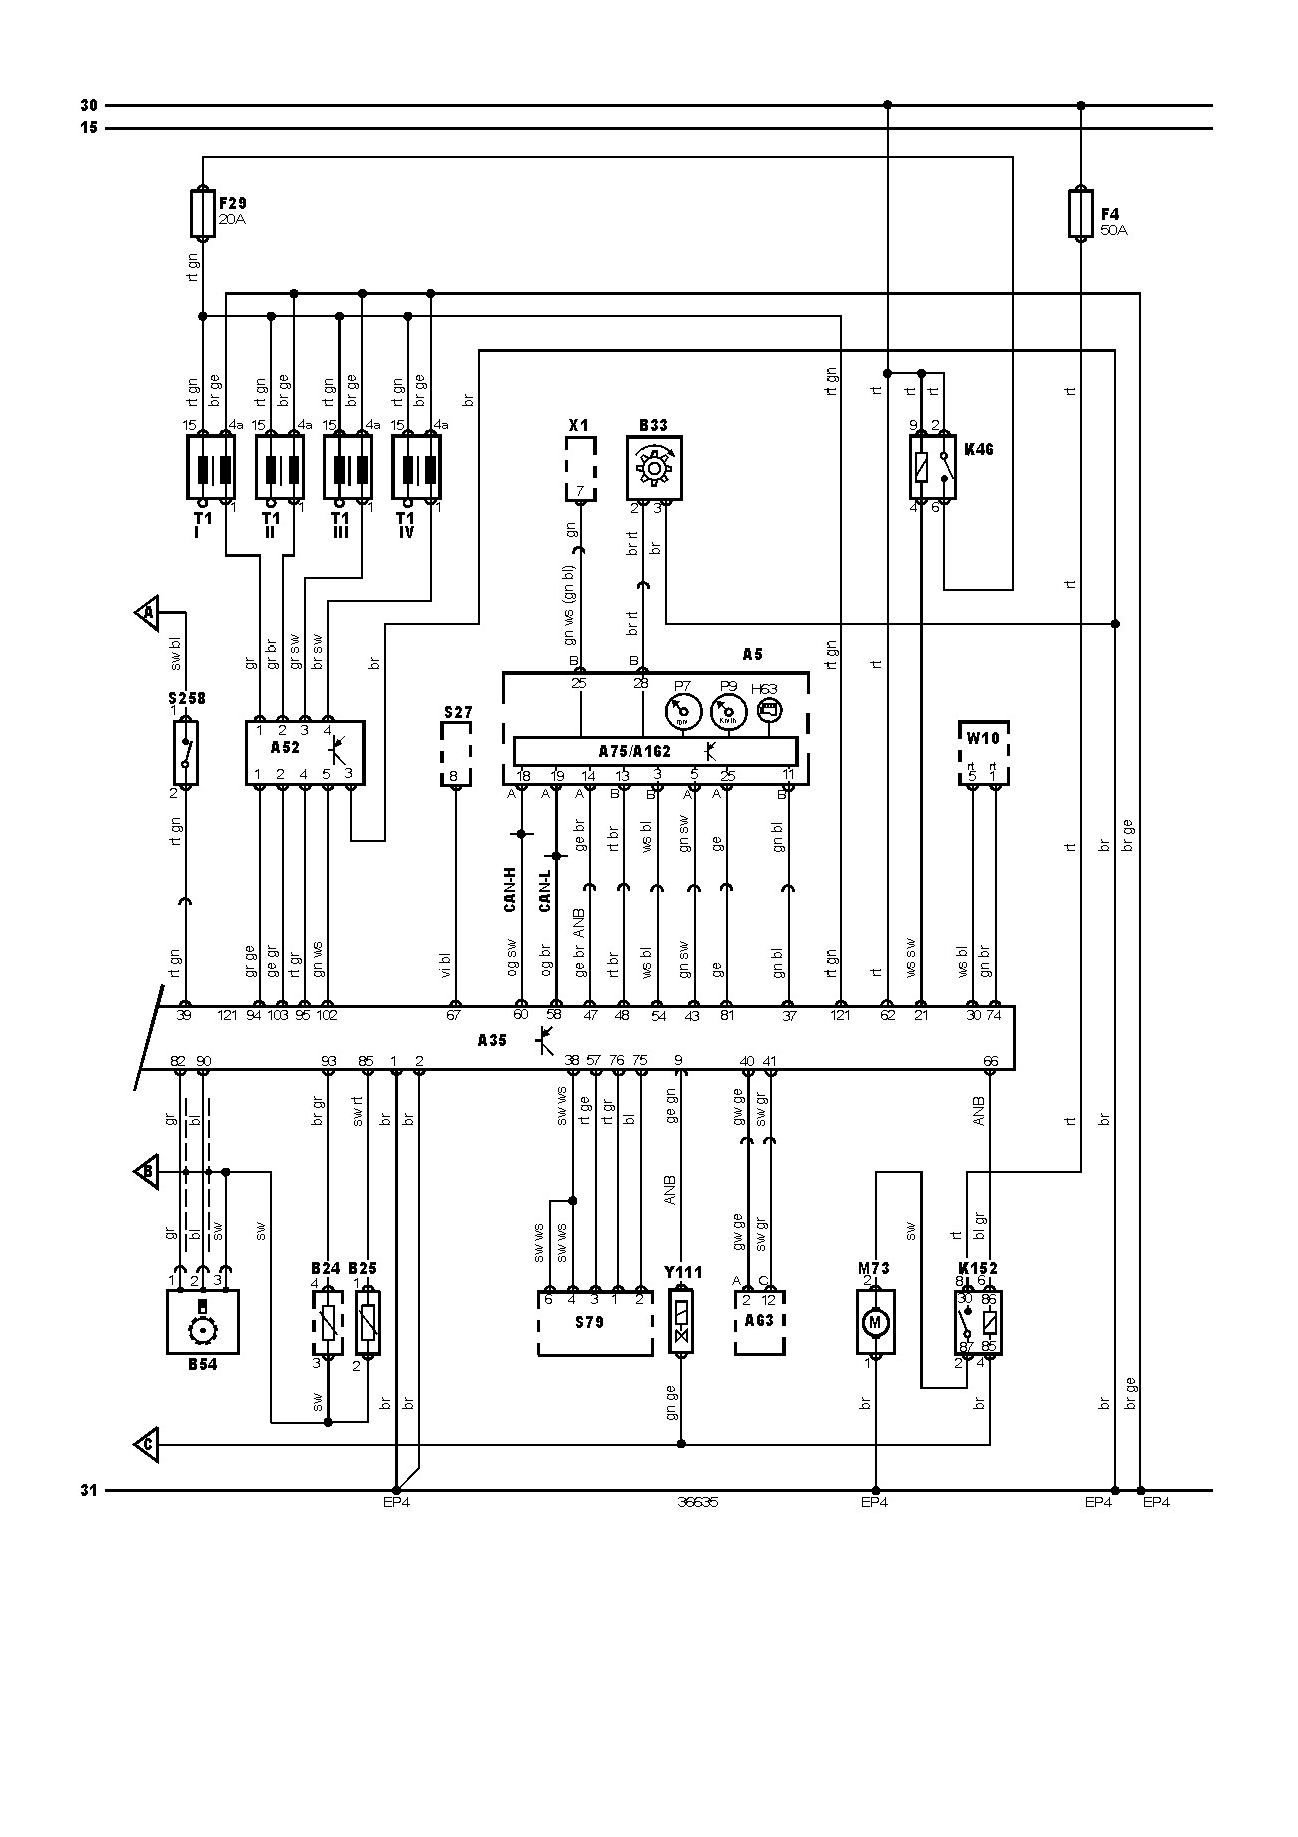 30
15
F29
20A
F4
50A
rt gn
rt gn
br ge
rt gn
br ge
rt gn
br ge
rt gn
br ge
br
rt gn
rt
rt
rt
rt
15
4a
15
4a
15
4a
15
4a
X1
B33
9
2
K46
7
1
1
1
1
2
3
4
6
T1
I
T1
II
T1
III
T1
IV
gn
br rt
br
rt
A
sw bl
gr
gr br
gr sw
br sw
br
gn ws (gn bl)
br rt
rt gn
rt
B
B
A5
S258
1
25
28
P7
P9
H63
rpm
Km/h
S27
1
2
3
4
A52
A75/A162
W10
rt
rt
1
2
4
5
3
8
18
19
14
13
3
5
25
11
5
1
2
A
A
A
B
B
A
A
B
rt gn
ge br
rt br
ws bl
gn sw
ge
gn bl
rt
br
br ge
CAN-H
CAN-L
ANB
rt gn
gr ge
ge gr
rt gr
gn ws
vi bl
og sw
og br
ge br
rt br
ws bl
gn sw
ge
gn bl
rt gn
rt
ws sw
ws bl
gn br
39
121
94
103
95
102
67
60
58
47
48
54
43
81
37
121
62
21
30
74
A35
82
90
93
85
1
2
38
57
76
75
9
40
41
66
gr
bl
br gr
sw rt
br
br
sw ws
rt ge
rt gr
bl
ge gn
gw ge
sw gr
ANB
rt
br
B
ANB
gr
bl
sw
sw
sw ws
sw ws
gw ge
sw gr
sw
rt
bl gr
1
2
3
B24
B25
4
1
Y111
A
C
M73
2
K152
8
6
6
4
3
1
2
2
12
30
86
S79
A63
M
87
85
B54
3
2
1
2
4
sw
br
br
gn ge
br
br
br
br ge
C
31
EP4
36635
EP4
EP4
EP4